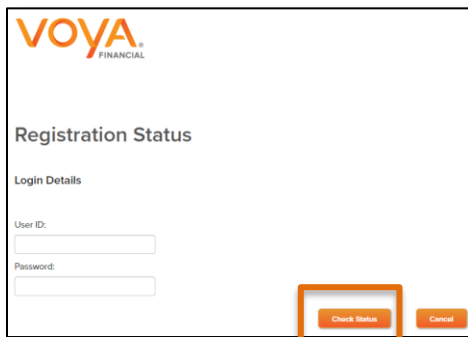 VOYA.
FINANCIAL
Registration Status
Login Details
User ID:
Password:
Check Status
Cancel